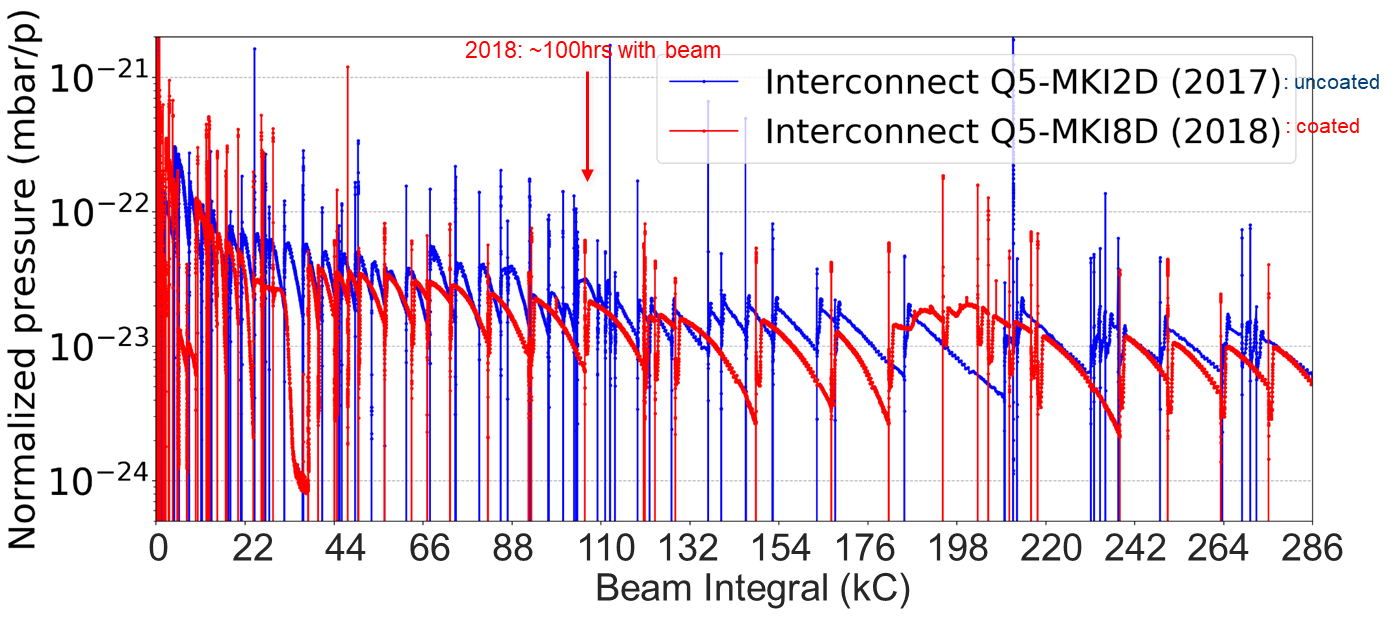 2018: ~100hrs with beam
Interconnect Q5-MKI2D (2017) : uncoated
Interconnect Q5-MKI8D (2018) : coated
Normalized pressure (mbar/p)
10⁻²¹
10⁻²²
10⁻²³
10⁻²⁴
0 22 44 66 88 110 132 154 176 198 220 242 264 286
Beam Integral (kC)